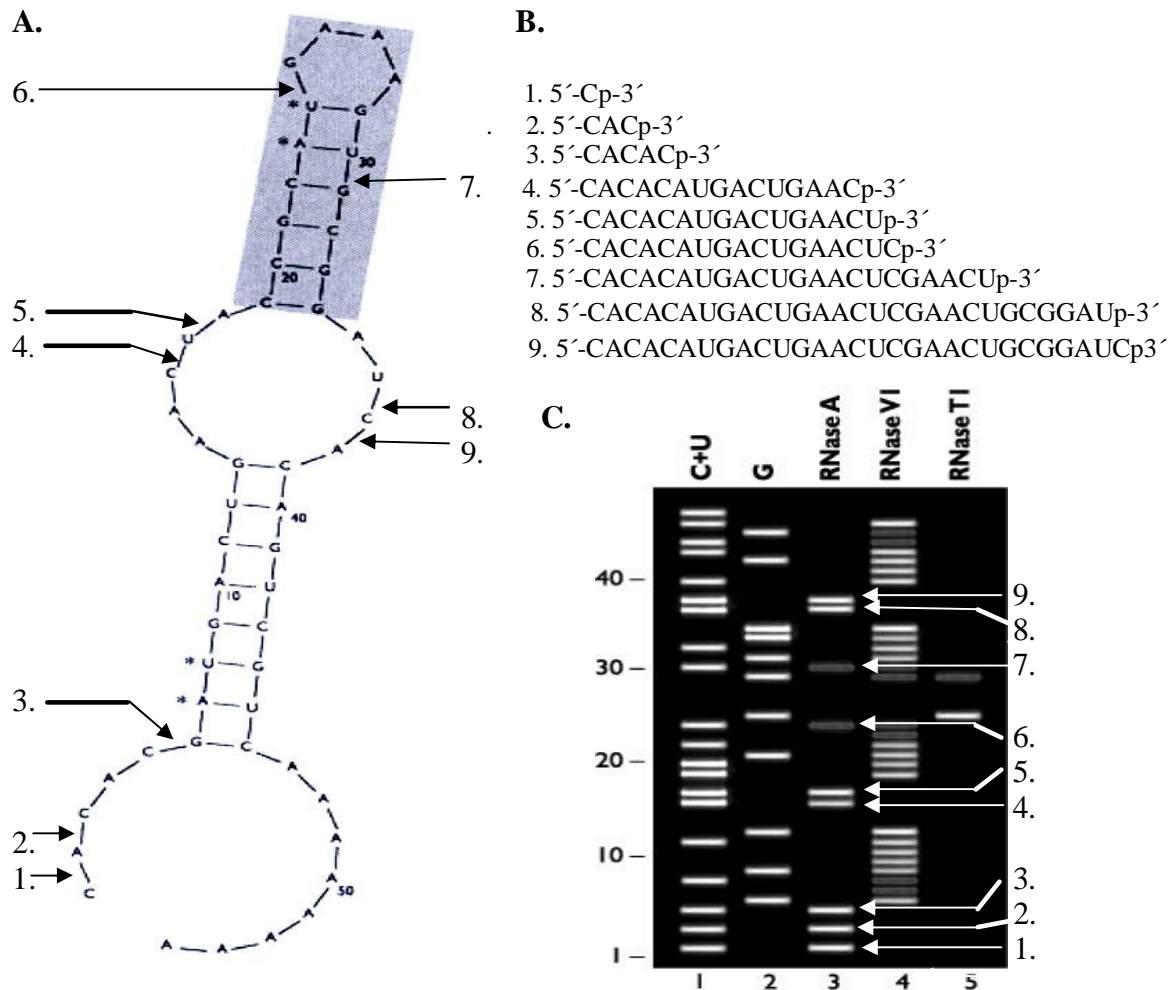 A.
A A
G A
6.
* U G
* A U
30
C G
7.
G C
C G
20
C G
5.
U A A
4.
C U
A C
8.
A A
9.
G C
U A
40
C G
A U
10
G C
* U G
3.
* A U
G C
C A
A A
C A
2.
A A
50
1.
C A
A A A
B.
1. 5´-Cp-3´
. 2. 5´-CACp-3´
3. 5´-CACACp-3´
4. 5´-CACACAUGACUGAACp-3´
5. 5´-CACACAUGACUGAACUp-3´
6. 5´-CACACAUGACUGAACUCp-3´
7. 5´-CACACAUGACUGAACUCGAACUp-3´
8. 5´-CACACAUGACUGAACUCGAACUGCGGAUp-3´
9. 5´-CACACAUGACUGAACUCGAACUGCGGAUCp3´
C.
C+U G RNase A RNase V1 RNase T1
40 –
30 –
20 –
10 –
1 –
9.
8.
7.
6.
5.
4.
3.
2.
1.
1 2 3 4 5